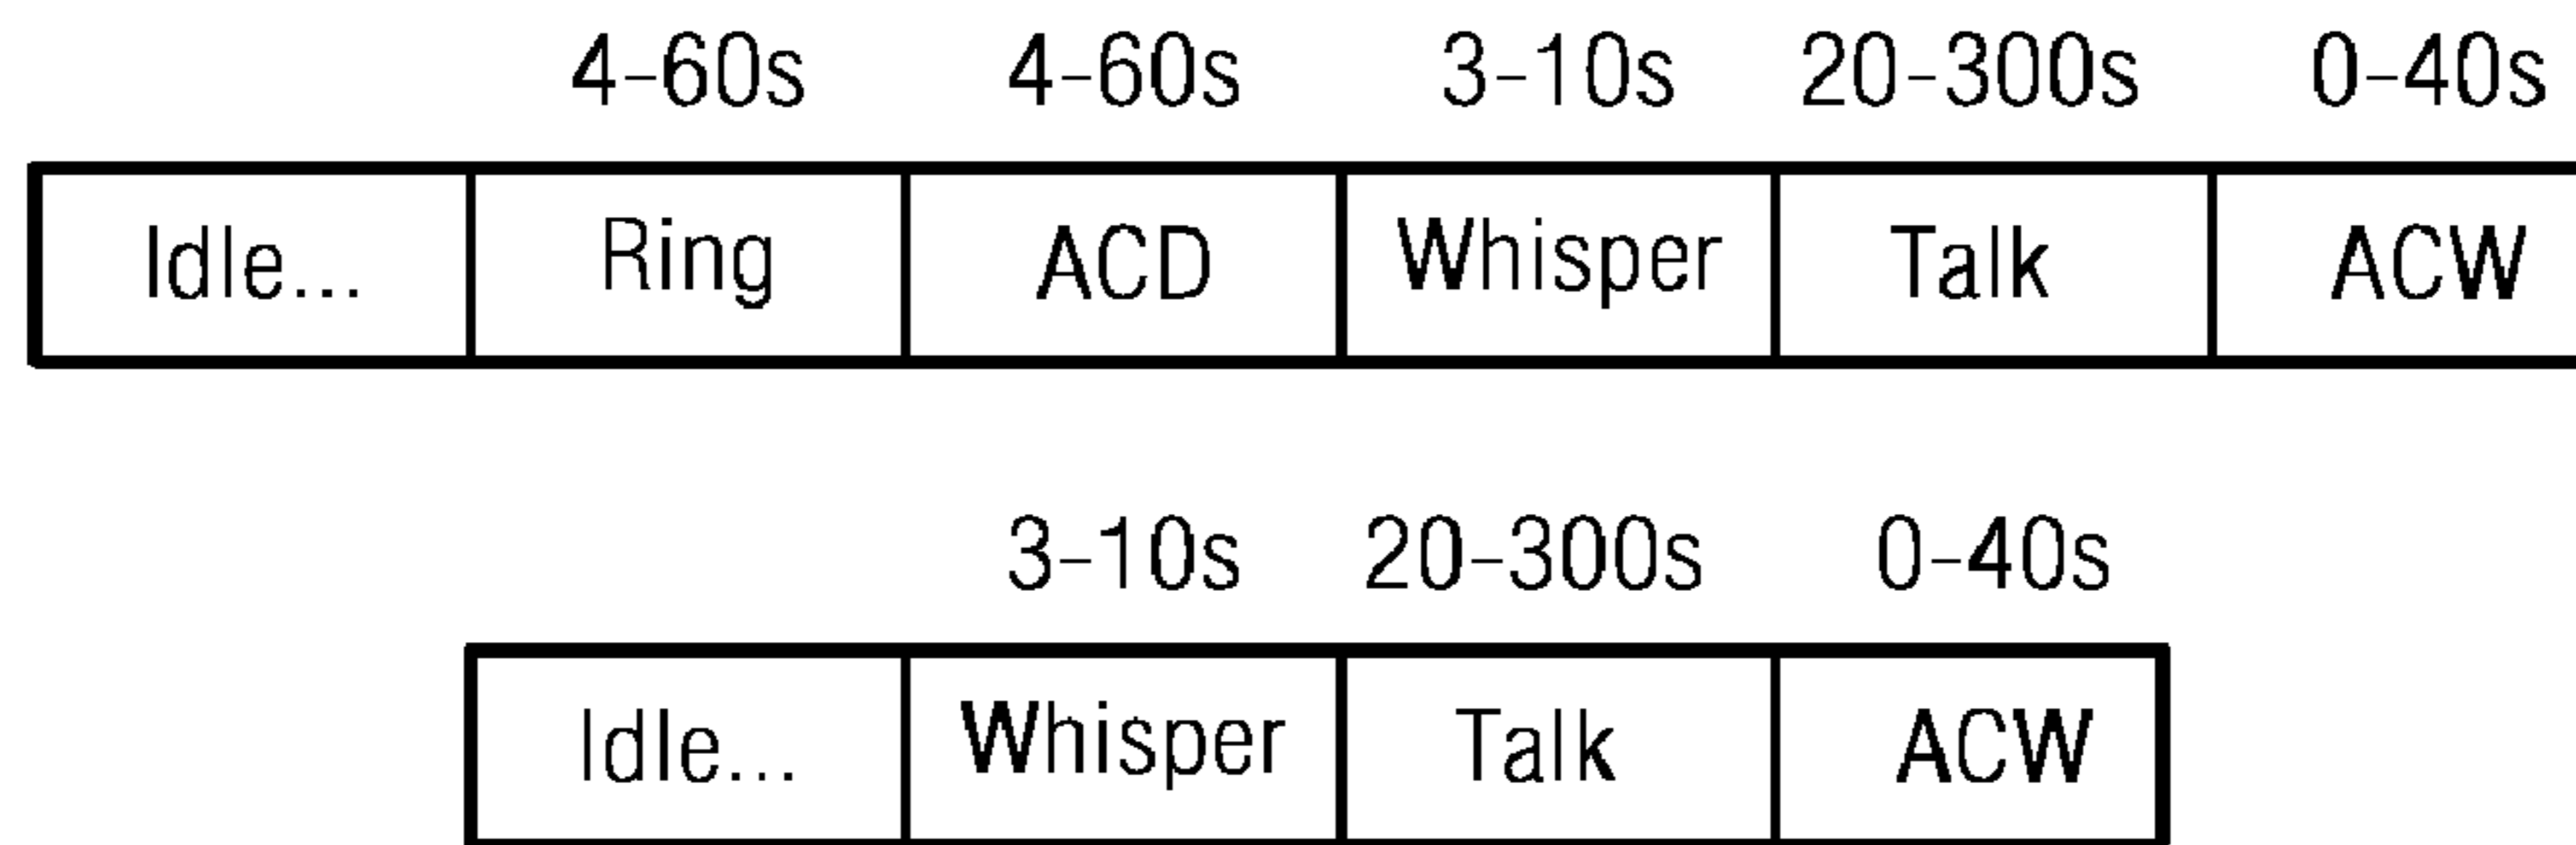 4-60s 4-60s 3-10s 20-300s 0-40s
Idle... Ring ACD Whisper Talk ACW
3-10s 20-300s 0-40s
Idle... Whisper Talk ACW